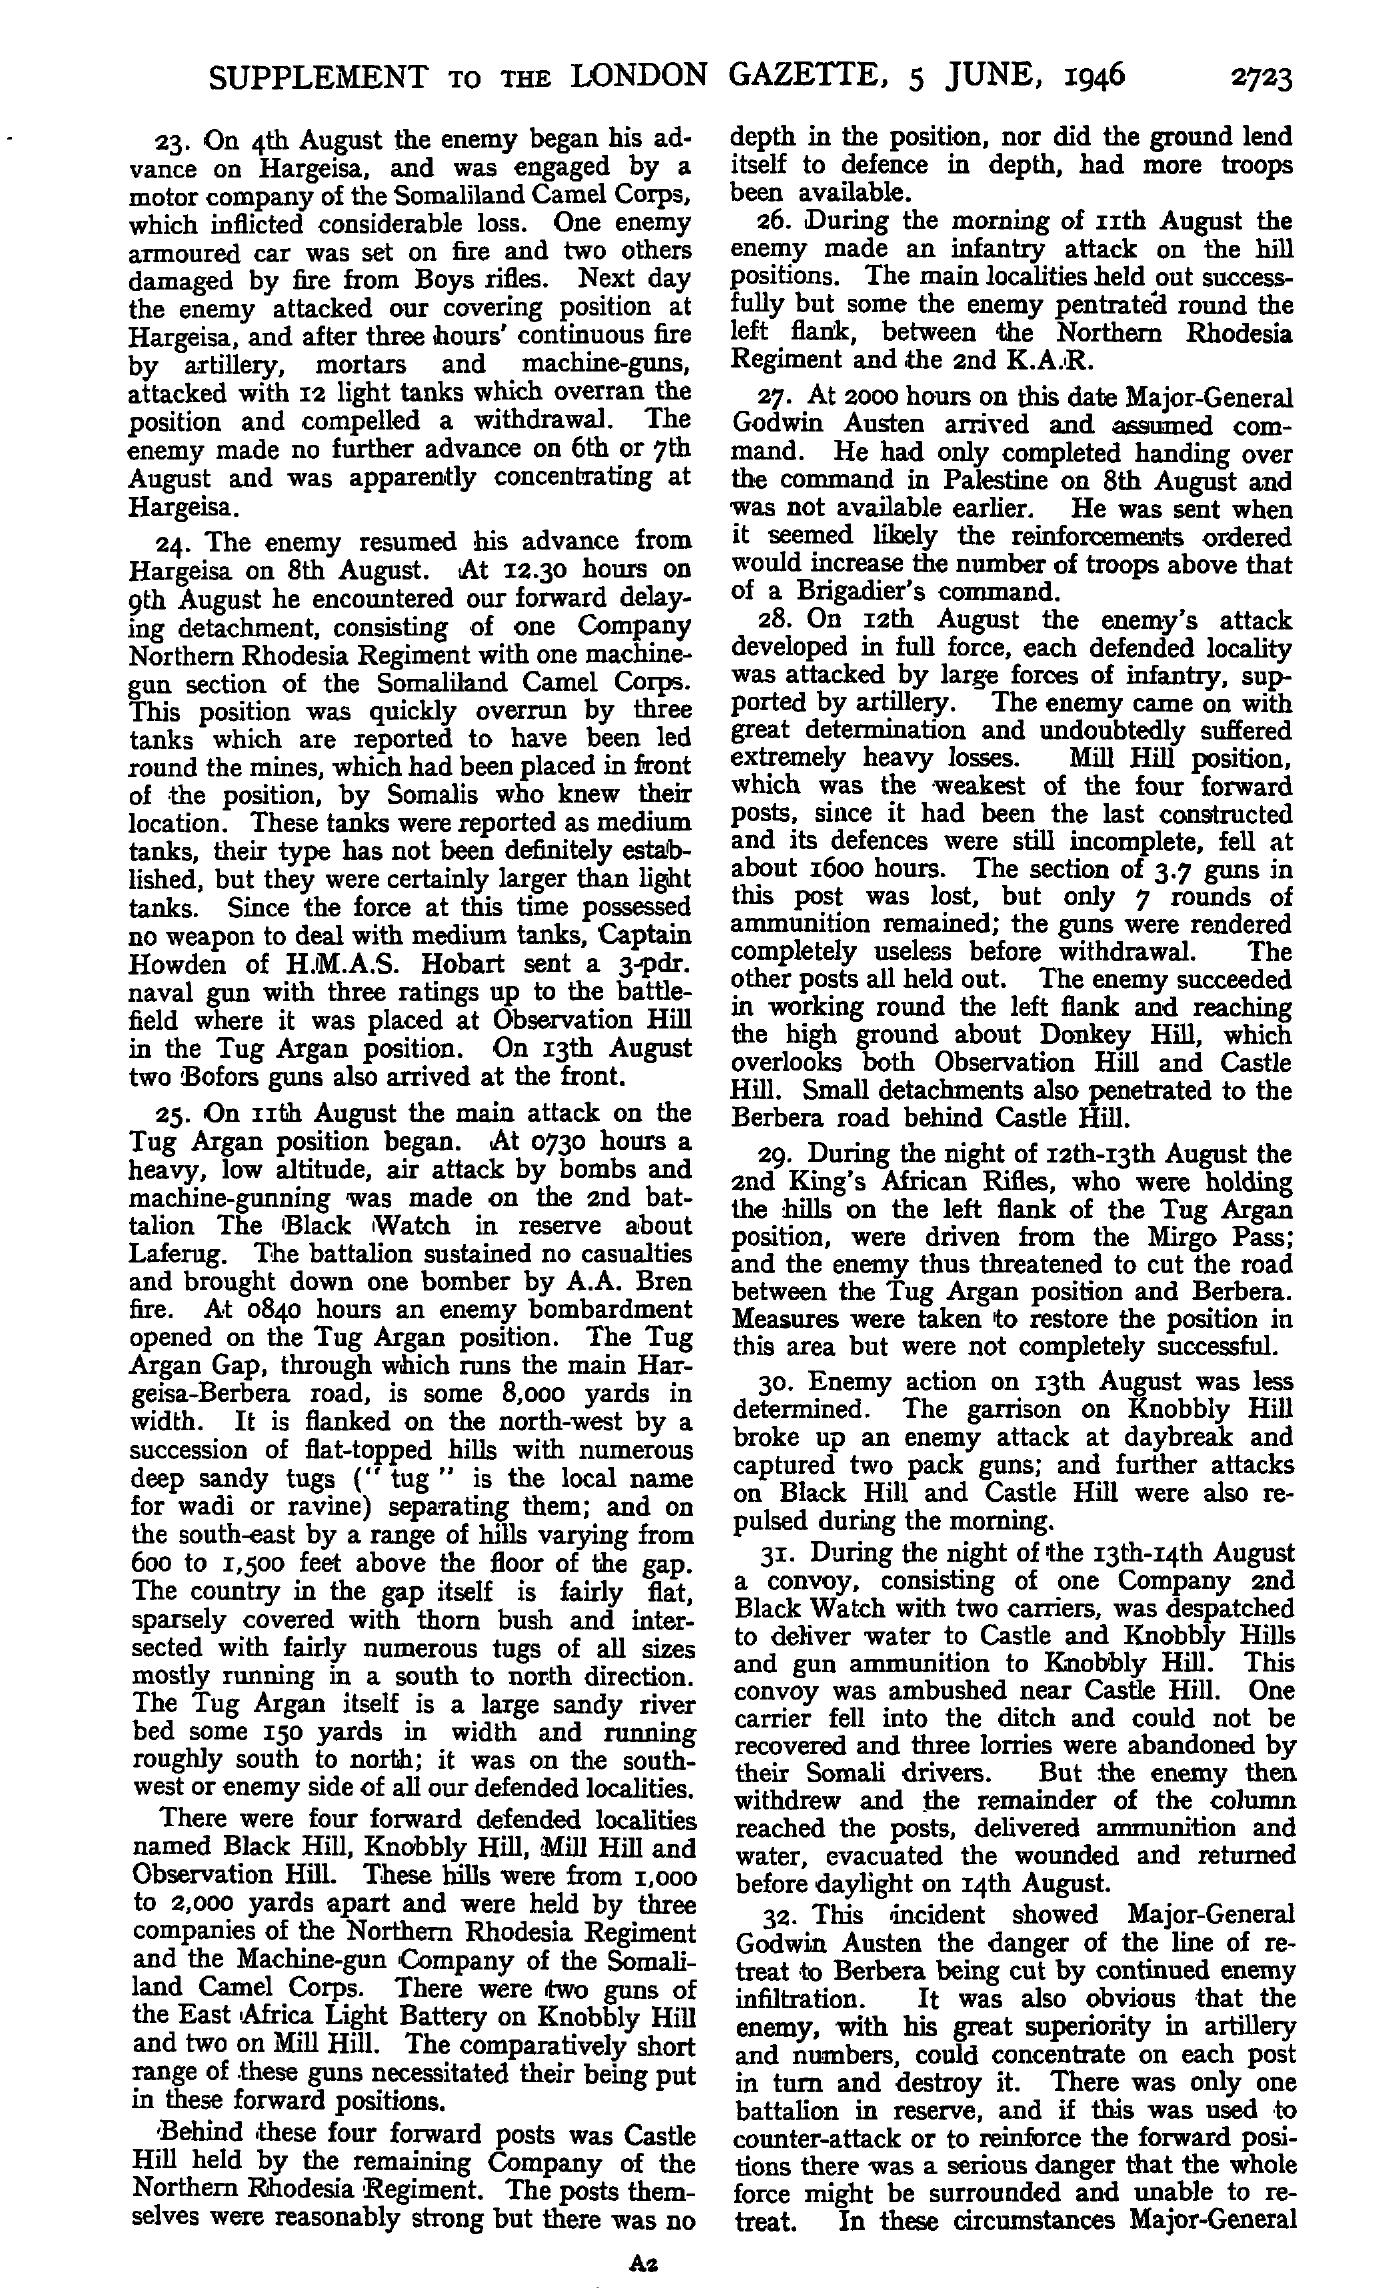 SUPPLEMENT TO THE LONDON GAZETTE, 5 JUNE, 1946 2723
23. On 4th August the enemy began his ad-
vance on Hargeisa, and was engaged by a
motor company of the Somaliland Camel Corps,
which inflicted considerable loss. One enemy
armoured car was set on fire and two others
damaged by fire from Boys rifles. Next day
the enemy attacked our covering position at
Hargeisa, and after three hours' continuous fire
by artillery, mortars and machine-guns,
attacked with 12 light tanks which overran the
position and compelled a withdrawal. The
enemy made no further advance on 6th or 7th
August and was apparently concentrating at
Hargeisa.
24. The enemy resumed his advance from
Hargeisa on 8th August. At 12.30 hours on
9th August he encountered our forward delay-
ing detachment, consisting of one Company
Northern Rhodesia Regiment with one machine-
gun section of the Somaliland Camel Corps.
This position was quickly overrun by three
tanks which are reported to have been led
round the mines, which had been placed in front
of the position, by Somalis who knew their
location. These tanks were reported as medium
tanks, their type has not been definitely estab-
lished, but they were certainly larger than light
tanks. Since the force at this time possessed
no weapon to deal with medium tanks, Captain
Howden of H.M.A.S. Hobart sent a 3-pdr.
naval gun with three ratings up to the battle-
field where it was placed at Observation Hill
in the Tug Argan position. On 13th August
two Bofors guns also arrived at the front.
25. On 11th August the main attack on the
Tug Argan position began. At 0730 hours a
heavy, low altitude, air attack by bombs and
machine-gunning was made on the 2nd bat-
talion The Black Watch in reserve about
Laferug. The battalion sustained no casualties
and brought down one bomber by A.A. Bren
fire. At 0840 hours an enemy bombardment
opened on the Tug Argan position. The Tug
Argan Gap, through which runs the main Har-
geisa-Berbera road, is some 8,000 yards in
width. It is flanked on the north-west by a
succession of flat-topped hills with numerous
deep sandy tugs ("tug" is the local name
for wadi or ravine) separating them; and on
the south-east by a range of hills varying from
600 to 1,500 feet above the floor of the gap.
The country in the gap itself is fairly flat,
sparsely covered with thorn bush and inter-
sected with fairly numerous tugs of all sizes
mostly running in a south to north direction.
The Tug Argan itself is a large sandy river
bed some 150 yards in width and running
roughly south to north; it was on the south-
west or enemy side of all our defended localities.
There were four forward defended localities
named Black Hill, Knobbly Hill, Mill Hill and
Observation Hill. These hills were from 1,000
to 2,000 yards apart and were held by three
companies of the Northern Rhodesia Regiment
and the Machine-gun Company of the Somali-
land Camel Corps. There were two guns of
the East Africa Light Battery on Knobbly Hill
and two on Mill Hill. The comparatively short
range of these guns necessitated their being put
in these forward positions.
Behind these four forward posts was Castle
Hill held by the remaining Company of the
Northern Rhodesia Regiment. The posts them-
selves were reasonably strong but there was no
depth in the position, nor did the ground lend
itself to defence in depth, had more troops
been available.
26. During the morning of 11th August the
enemy made an infantry attack on the hill
positions. The main localities held out success-
fully but some the enemy pentrated round the
left flank, between the Northern Rhodesia
Regiment and the 2nd K.A.R.
27. At 2000 hours on this date Major-General
Godwin Austen arrived and assumed com-
mand. He had only completed handing over
the command in Palestine on 8th August and
was not available earlier. He was sent when
it seemed likely the reinforcements ordered
would increase the number of troops above that
of a Brigadier's command.
28. On 12th August the enemy's attack
developed in full force, each defended locality
was attacked by large forces of infantry, sup-
ported by artillery. The enemy came on with
great determination and undoubtedly suffered
extremely heavy losses. Mill Hill position,
which was the weakest of the four forward
posts, since it had been the last constructed
and its defences were still incomplete, fell at
about 1600 hours. The section of 3.7 guns in
this post was lost, but only 7 rounds of
ammunition remained; the guns were rendered
completely useless before withdrawal. The
other posts all held out. The enemy succeeded
in working round the left flank and reaching
the high ground about Donkey Hill, which
overlooks both Observation Hill and Castle
Hill. Small detachments also penetrated to the
Berbera road behind Castle Hill.
29. During the night of 12th-13th August the
2nd King's African Rifles, who were holding
the hills on the left flank of the Tug Argan
position, were driven from the Mirgo Pass;
and the enemy thus threatened to cut the road
between the Tug Argan position and Berbera.
Measures were taken to restore the position in
this area but were not completely successful.
30. Enemy action on 13th August was less
determined. The garrison on Knobbly Hill
broke up an enemy attack at daybreak and
captured two pack guns; and further attacks
on Black Hill and Castle Hill were also re-
pulsed during the morning.
31. During the night of the 13th-14th August
a convoy, consisting of one Company 2nd
Black Watch with two carriers, was despatched
to deliver water to Castle and Knobbly Hills
and gun ammunition to Knobbly Hill. This
convoy was ambushed near Castle Hill. One
carrier fell into the ditch and could not be
recovered and three lorries were abandoned by
their Somali drivers. But the enemy then
withdrew and the remainder of the column
reached the posts, delivered ammunition and
water, evacuated the wounded and returned
before daylight on 14th August.
32. This incident showed Major-General
Godwin Austen the danger of the line of re-
treat to Berbera being cut by continued enemy
infiltration. It was also obvious that the
enemy, with his great superiority in artillery
and numbers, could concentrate on each post
in turn and destroy it. There was only one
battalion in reserve, and if this was used to
counter-attack or to reinforce the forward posi-
tions there was a serious danger that the whole
force might be surrounded and unable to re-
treat. In these circumstances Major-General
A2